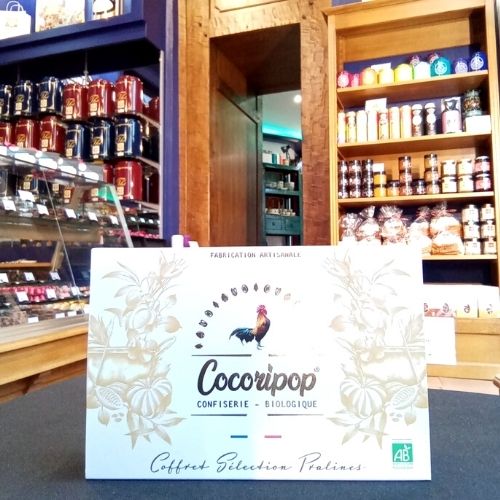 FABRICATION ARTISANALE
Cocoripop®
CONFISERIE - BIOLOGIQUE
AB
Coffret Sélection Pralines